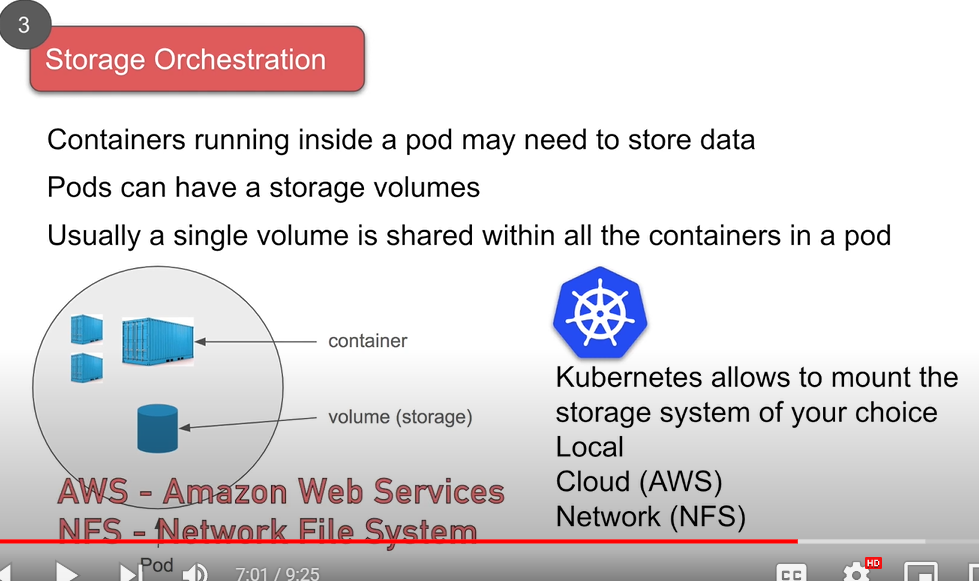 3
Storage Orchestration
Containers running inside a pod may need to store data
Pods can have a storage volumes
Usually a single volume is shared within all the containers in a pod
container
volume (storage)
Kubernetes allows to mount the
storage system of your choice
Local
Cloud (AWS)
Network (NFS)
AWS - Amazon Web Services
NFS - Network File System
Pod
7:01 / 9:25
CC
HD